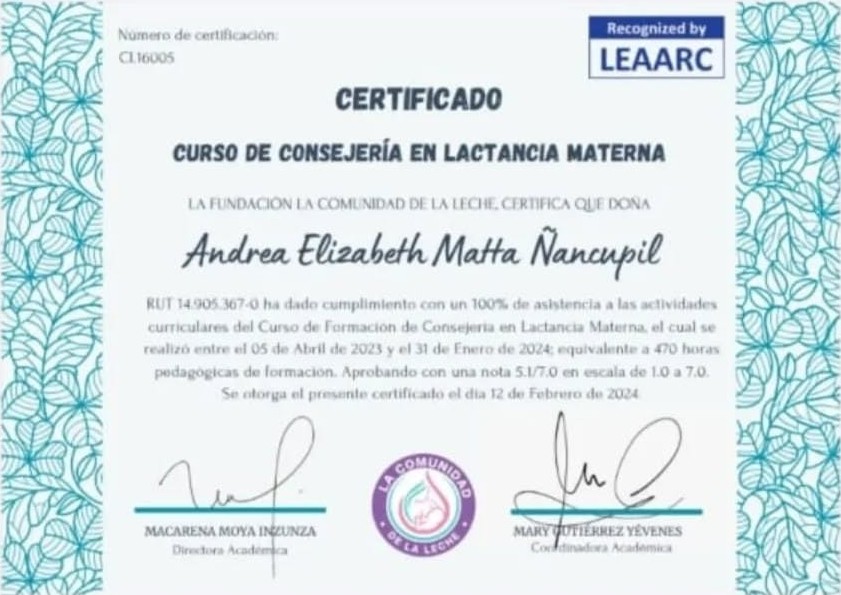 Número de certificación:
CL16005
Recognized by
LEAARC
CERTIFICADO
CURSO DE CONSEJERÍA EN LACTANCIA MATERNA
LA FUNDACIÓN LA COMUNIDAD DE LA LECHE, CERTIFICA QUE DOÑA
Andrea Elizabeth Matta Ñancupil
RUT 14.905.367-0 ha dado cumplimiento con un 100% de asistencia a las actividades
curriculares del Curso de Formación de Consejería en Lactancia Materna, el cual se
realizó entre el 05 de Abril de 2023 y el 31 de Enero de 2024; equivalente a 470 horas
pedagógicas de formación. Aprobando con una nota 5.1/7.0 en escala de 1.0 a 7.0.
Se otorga el presente certificado el día 12 de Febrero de 2024
MACARENA MOYA INZUNZA
Directora Académica
LA COMUNIDAD
DE LA LECHE
MARY GUTIÉRREZ YÉVENES
Coordinadora Académica